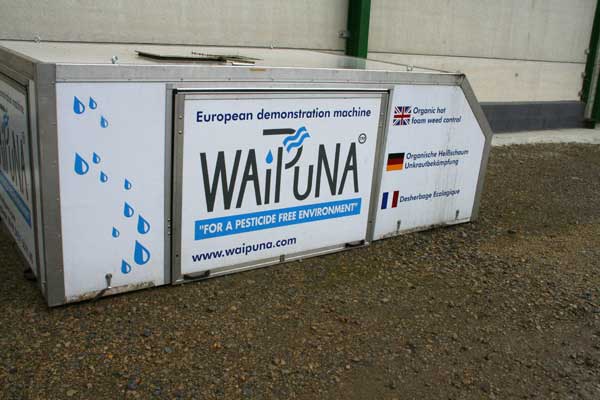 European demonstration machine
WAiPUNA
"FOR A PESTICIDE FREE ENVIRONMENT"
www.waipuna.com
Organic hot
foam weed control
Organische Heißschaum
Unkrautbekämpfung
Desherbage Ecologique